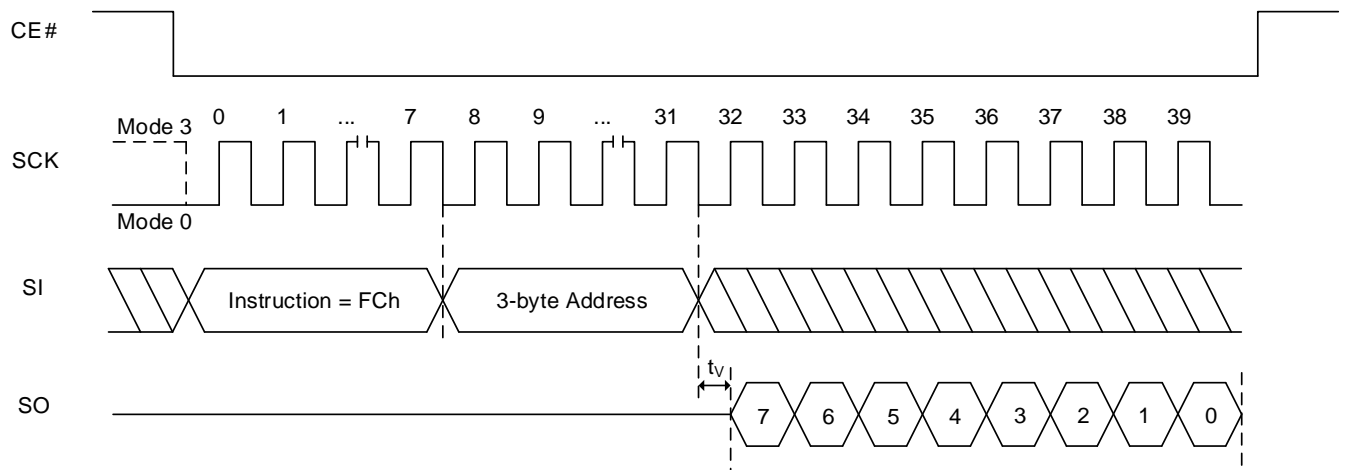 CE#
0 1 ... 7 8 9 ... 31 32 33 34 35 36 37 38 39
Mode 3
SCK
Mode 0
SI
Instruction = FCh
3-byte Address
tV
SO
7 6 5 4 3 2 1 0